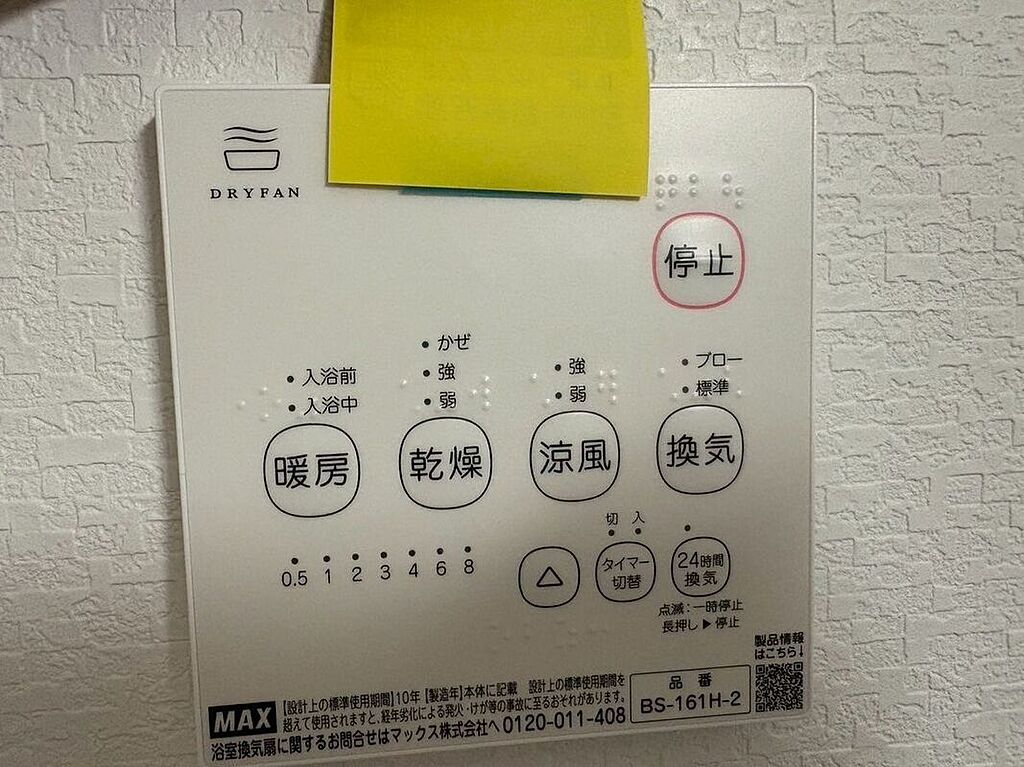 DRYFAN
停止
かぜ
入浴前
強
強
ブロー
入浴中
弱
弱
標準
暖房
乾燥
涼風
換気
切 入
0.5 1 2 3 4 6 8
△
タイマー
切替
24時間
換気
点滅:一時停止
長押し▶停止
製品情報
はこちら↓
MAX
【設計上の標準使用期間】10年 【製造年】本体に記載 設計上の標準使用期間を
超えて使用されますと、経年劣化による発火・けが等の事故に至るおそれがあります。
浴室換気扇に関するお問合せはマックス株式会社へ 0120-011-408
品番
BS-161H-2